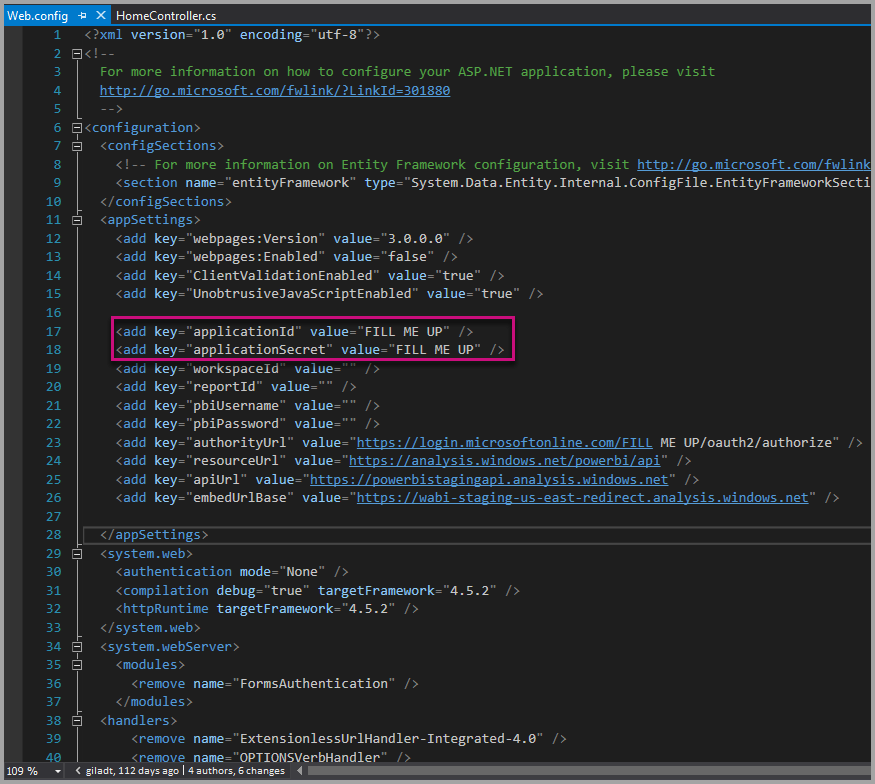 Web.config HomeController.cs
1 <?xml version="1.0" encoding="utf-8"?>
2 <!--
3 For more information on how to configure your ASP.NET application, please visit
4 http://go.microsoft.com/fwlink/?LinkId=301880
5 -->
6 <configuration>
7 <configSections>
8 <!-- For more information on Entity Framework configuration, visit http://go.microsoft.com/fwlink
9 <section name="entityFramework" type="System.Data.Entity.Internal.ConfigFile.EntityFrameworkSecti
10 </configSections>
11 <appSettings>
12 <add key="webpages:Version" value="3.0.0.0" />
13 <add key="webpages:Enabled" value="false" />
14 <add key="ClientValidationEnabled" value="true" />
15 <add key="UnobtrusiveJavaScriptEnabled" value="true" />
16
17 <add key="applicationId" value="FILL ME UP" />
18 <add key="applicationSecret" value="FILL ME UP" />
19 <add key="workspaceId" value="" />
20 <add key="reportId" value="" />
21 <add key="pbiUsername" value="" />
22 <add key="pbiPassword" value="" />
23 <add key="authorityUrl" value="https://login.microsoftonline.com/FILL ME UP/oauth2/authorize" />
24 <add key="resourceUrl" value="https://analysis.windows.net/powerbi/api" />
25 <add key="apiUrl" value="https://powerbistagingapi.analysis.windows.net" />
26 <add key="embedUrlBase" value="https://wabi-staging-us-east-redirect.analysis.windows.net" />
27
28 </appSettings>
29 <system.web>
30 <authentication mode="None" />
31 <compilation debug="true" targetFramework="4.5.2" />
32 <httpRuntime targetFramework="4.5.2" />
33 </system.web>
34 <system.webServer>
35 <modules>
36 <remove name="FormsAuthentication" />
37 </modules>
38 <handlers>
39 <remove name="ExtensionlessUrlHandler-Integrated-4.0" />
40 <remove name="OPTIONSVerbHandler" />
109 % giladt, 112 days ago | 4 authors, 6 changes